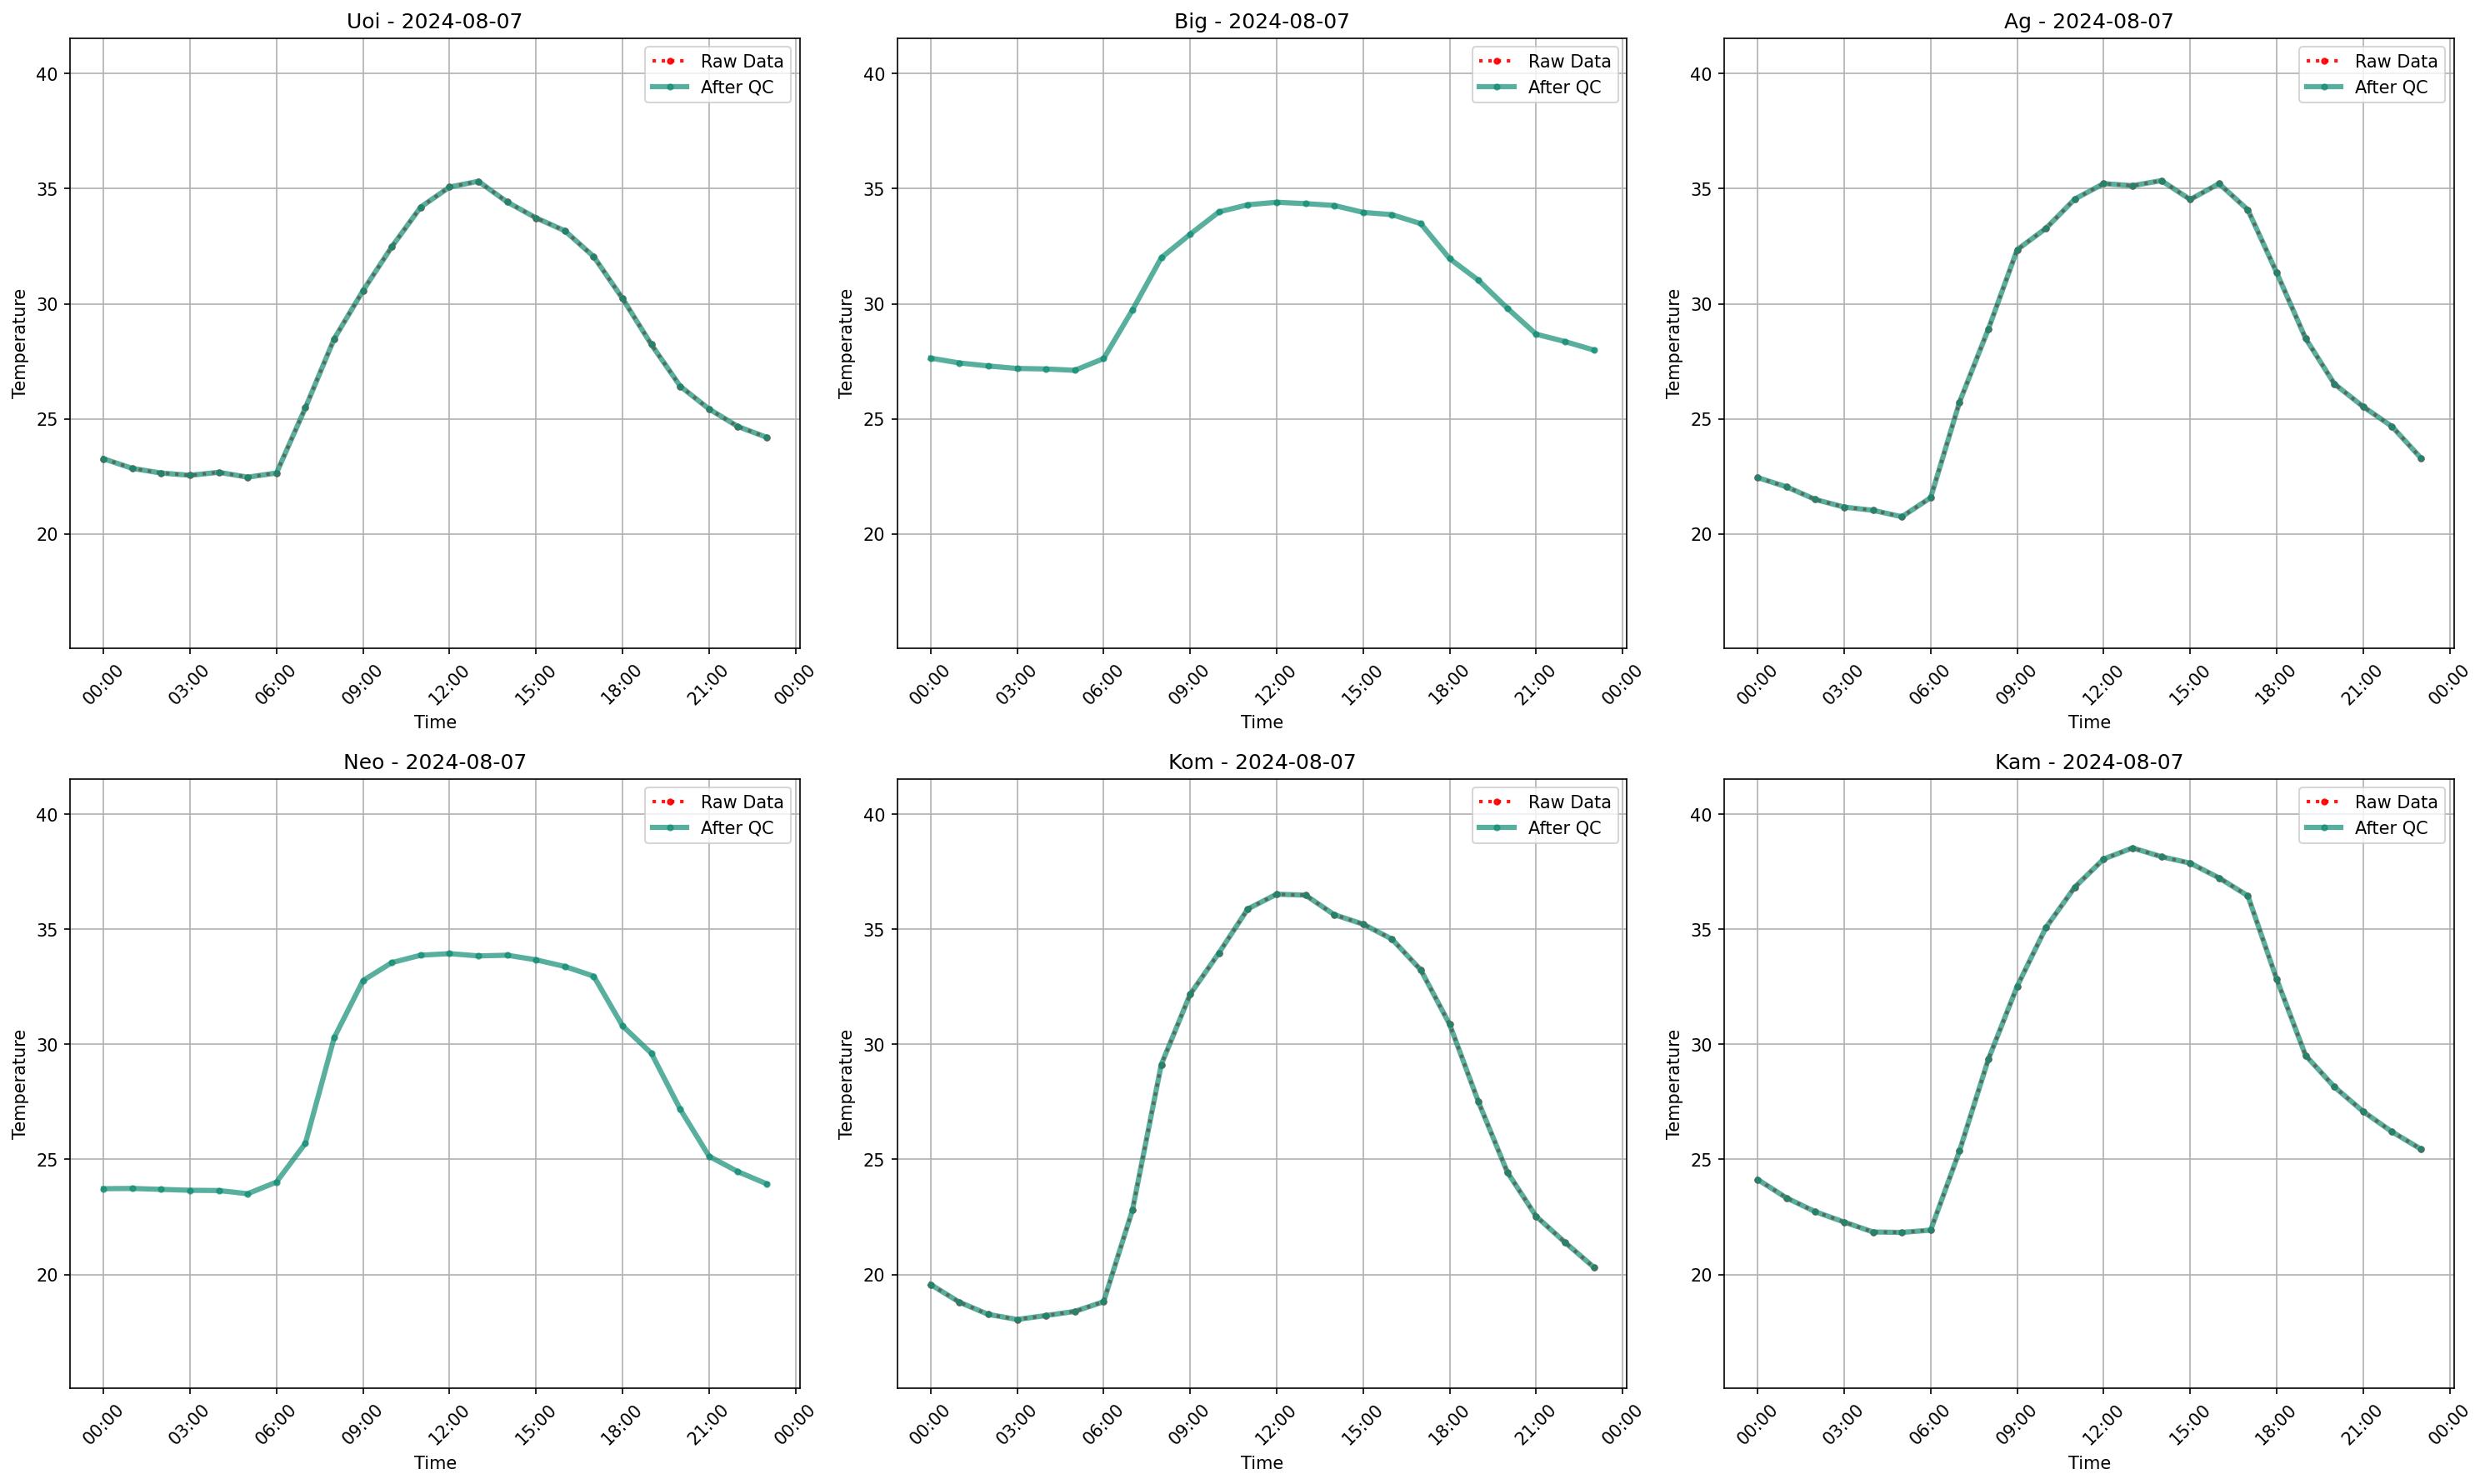 Uoi - 2024-08-07
Raw Data
After QC
Temperature
40
35
30
25
20
00:00
03:00
06:00
09:00
12:00
15:00
18:00
21:00
00:00
Time
Big - 2024-08-07
Raw Data
After QC
Temperature
40
35
30
25
20
00:00
03:00
06:00
09:00
12:00
15:00
18:00
21:00
00:00
Time
Ag - 2024-08-07
Raw Data
After QC
Temperature
40
35
30
25
20
00:00
03:00
06:00
09:00
12:00
15:00
18:00
21:00
00:00
Time
Neo - 2024-08-07
Raw Data
After QC
Temperature
40
35
30
25
20
00:00
03:00
06:00
09:00
12:00
15:00
18:00
21:00
00:00
Time
Kom - 2024-08-07
Raw Data
After QC
Temperature
40
35
30
25
20
00:00
03:00
06:00
09:00
12:00
15:00
18:00
21:00
00:00
Time
Kam - 2024-08-07
Raw Data
After QC
Temperature
40
35
30
25
20
00:00
03:00
06:00
09:00
12:00
15:00
18:00
21:00
00:00
Time